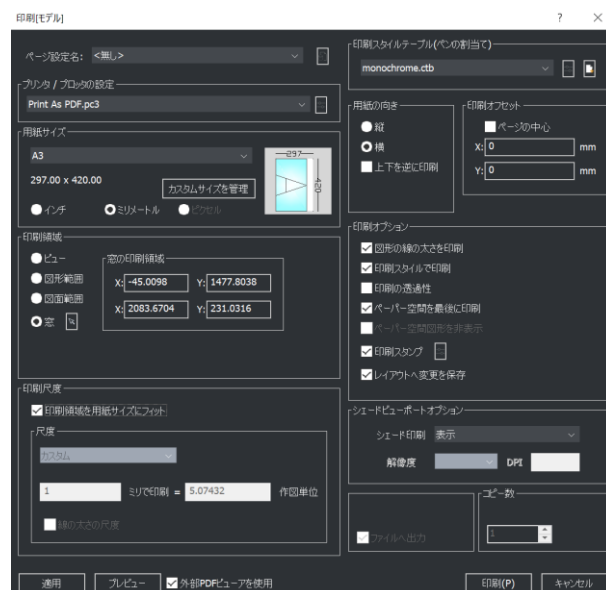 印刷[モデル]
? ×
ページ設定名: <無し>
プリンタ / プロッタの設定
Print As PDF.pc3
用紙サイズ
A3
297.00 x 420.00
カスタムサイズを管理
297
420
インチ
ミリメートル
ピクセル
印刷領域
ビュー
図形範囲
図面範囲
窓
窓の印刷領域
X: -45.0098 Y: 1477.8038
X: 2083.6704 Y: 231.0316
印刷尺度
印刷領域を用紙サイズにフィット
尺度
カスタム
1 ミリで印刷 = 5.07432 作図単位
線の太さの尺度
印刷スタイルテーブル(ペンの割当て)
monochrome.ctb
用紙の向き
縦
横
上下を逆に印刷
印刷オフセット
ページの中心
X: 0 mm
Y: 0 mm
印刷オプション
図形の線の太さを印刷
印刷スタイルで印刷
印刷の透過性
ペーパー空間を最後に印刷
ペーパー空間図形を非表示
印刷スタンプ
レイアウトへ変更を保存
シェードビューポートオプション
シェード印刷 表示
解像度 DPI
ファイルへ出力
コピー数
1
適用
プレビュー
外部PDFビューアを使用
印刷(P)
キャンセル